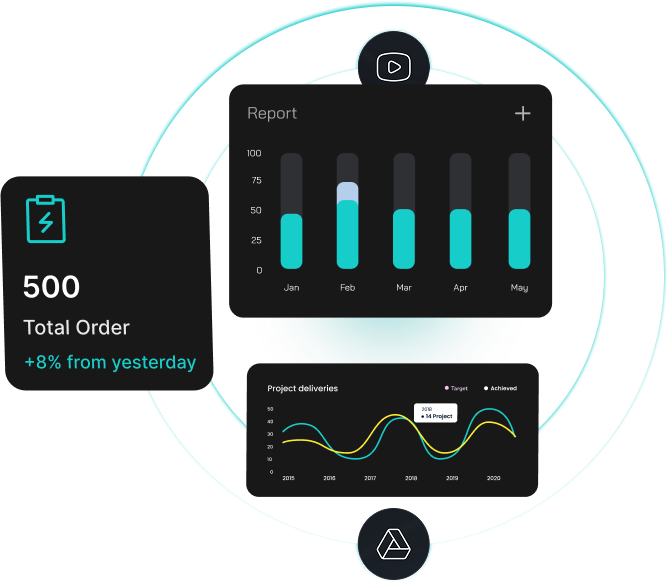 Report
100
75
50
25
0
Jan Feb Mar Apr May
500
Total Order
+8% from yesterday
Project deliveries
Target Achieved
50
40
30
20
10
0
2018
14 Project
2015 2016 2017 2018 2019 2020